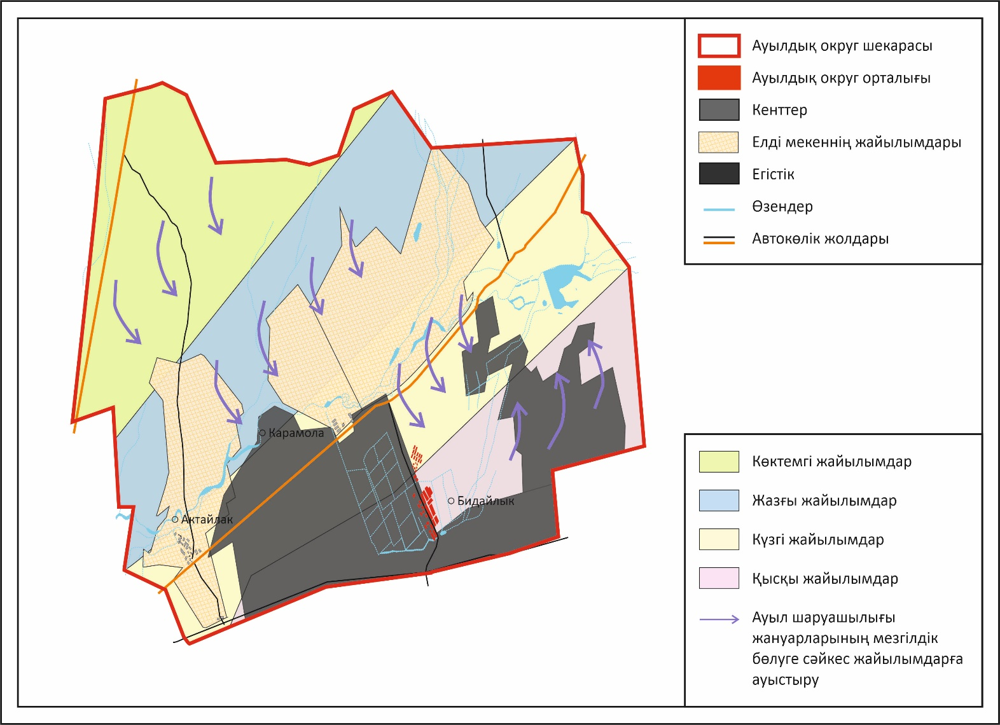 Ауылдық округ шекарасы
Ауылдық округ орталығы
Кенттер
Елді мекеннің жайылымдары
Егістік
Өзендер
Автокөлік жолдары
Карамола
Бидайлык
Актайлак
Көктемгі жайылымдар
Жазғы жайылымдар
Күзгі жайылымдар
Қысқы жайылымдар
Ауыл шаруашылығы
жануарларының мезгілдік
бөлуге сәйкес жайылымдарға
ауыстыру